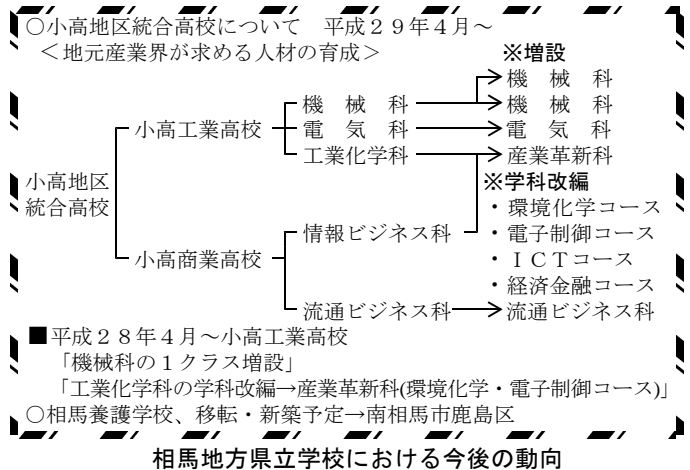 ○小高地区統合高校について　平成２９年４月～
＜地元産業界が求める人材の育成＞
※増設
機　械　科
機　械　科
機　械　科
小高工業高校
電　気　科
電　気　科
工業化学科
産業革新科
小高地区
統合高校
※学科改編
・環境化学コース
情報ビジネス科
・電子制御コース
小高商業高校
・ＩＣＴコース
・経済金融コース
流通ビジネス科
流通ビジネス科
■平成２８年４月～小高工業高校
「機械科の１クラス増設」
「工業化学科の学科改編→産業革新科(環境化学・電子制御コース)」
○相馬養護学校、移転・新築予定→南相馬市鹿島区
相馬地方県立学校における今後の動向